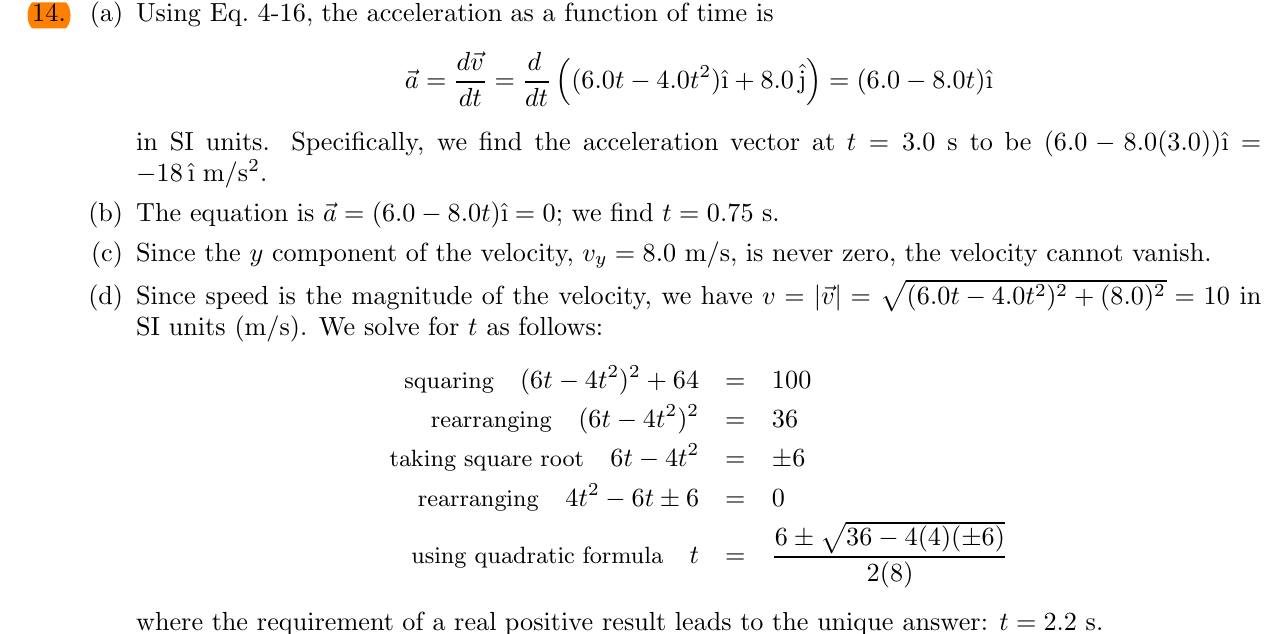 14. (a) Using Eq. 4-16, the acceleration as a function of time is
$\vec{a} = \frac{d\vec{v}}{dt} = \frac{d}{dt}\left((6.0t - 4.0t^2)\hat{\imath} + 8.0\,\hat{\jmath}\right) = (6.0 - 8.0t)\hat{\imath}$
in SI units. Specifically, we find the acceleration vector at $t = 3.0$ s to be $(6.0 - 8.0(3.0))\hat{\imath} =$
$-18\,\hat{\imath}$ m/s$^2$.
(b) The equation is $\vec{a} = (6.0 - 8.0t)\hat{\imath} = 0$; we find $t = 0.75$ s.
(c) Since the $y$ component of the velocity, $v_y = 8.0$ m/s, is never zero, the velocity cannot vanish.
(d) Since speed is the magnitude of the velocity, we have $v = |\vec{v}| = \sqrt{(6.0t - 4.0t^2)^2 + (8.0)^2} = 10$ in
SI units (m/s). We solve for $t$ as follows:
squaring $(6t - 4t^2)^2 + 64 = 100$
rearranging $(6t - 4t^2)^2 = 36$
taking square root $6t - 4t^2 = \pm 6$
rearranging $4t^2 - 6t \pm 6 = 0$
using quadratic formula $t = \frac{6 \pm \sqrt{36 - 4(4)(\pm 6)}}{2(8)}$
where the requirement of a real positive result leads to the unique answer: $t = 2.2$ s.